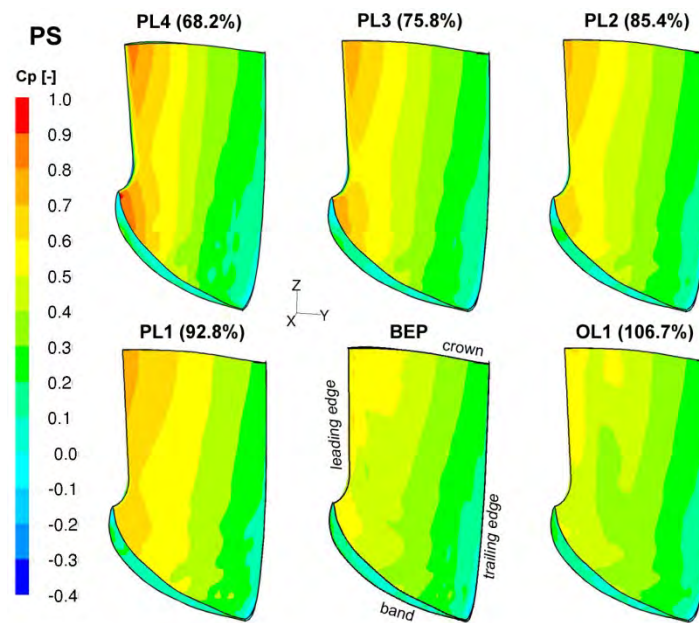 PS
Cp [-]
1.0
0.9
0.8
0.7
0.6
0.5
0.4
0.3
0.2
0.1
0.0
-0.1
-0.2
-0.3
-0.4
PL4 (68.2%)
PL3 (75.8%)
PL2 (85.4%)
Z
X
Y
PL1 (92.8%)
BEP
crown
leading edge
trailing edge
band
OL1 (106.7%)